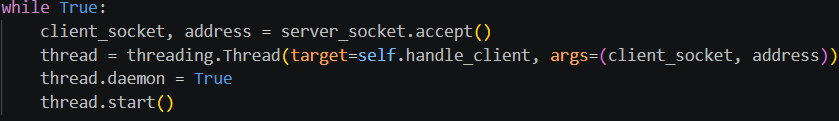 while True:
    client_socket, address = server_socket.accept()
    thread = threading.Thread(target=self.handle_client, args=(client_socket, address))
    thread.daemon = True
    thread.start()